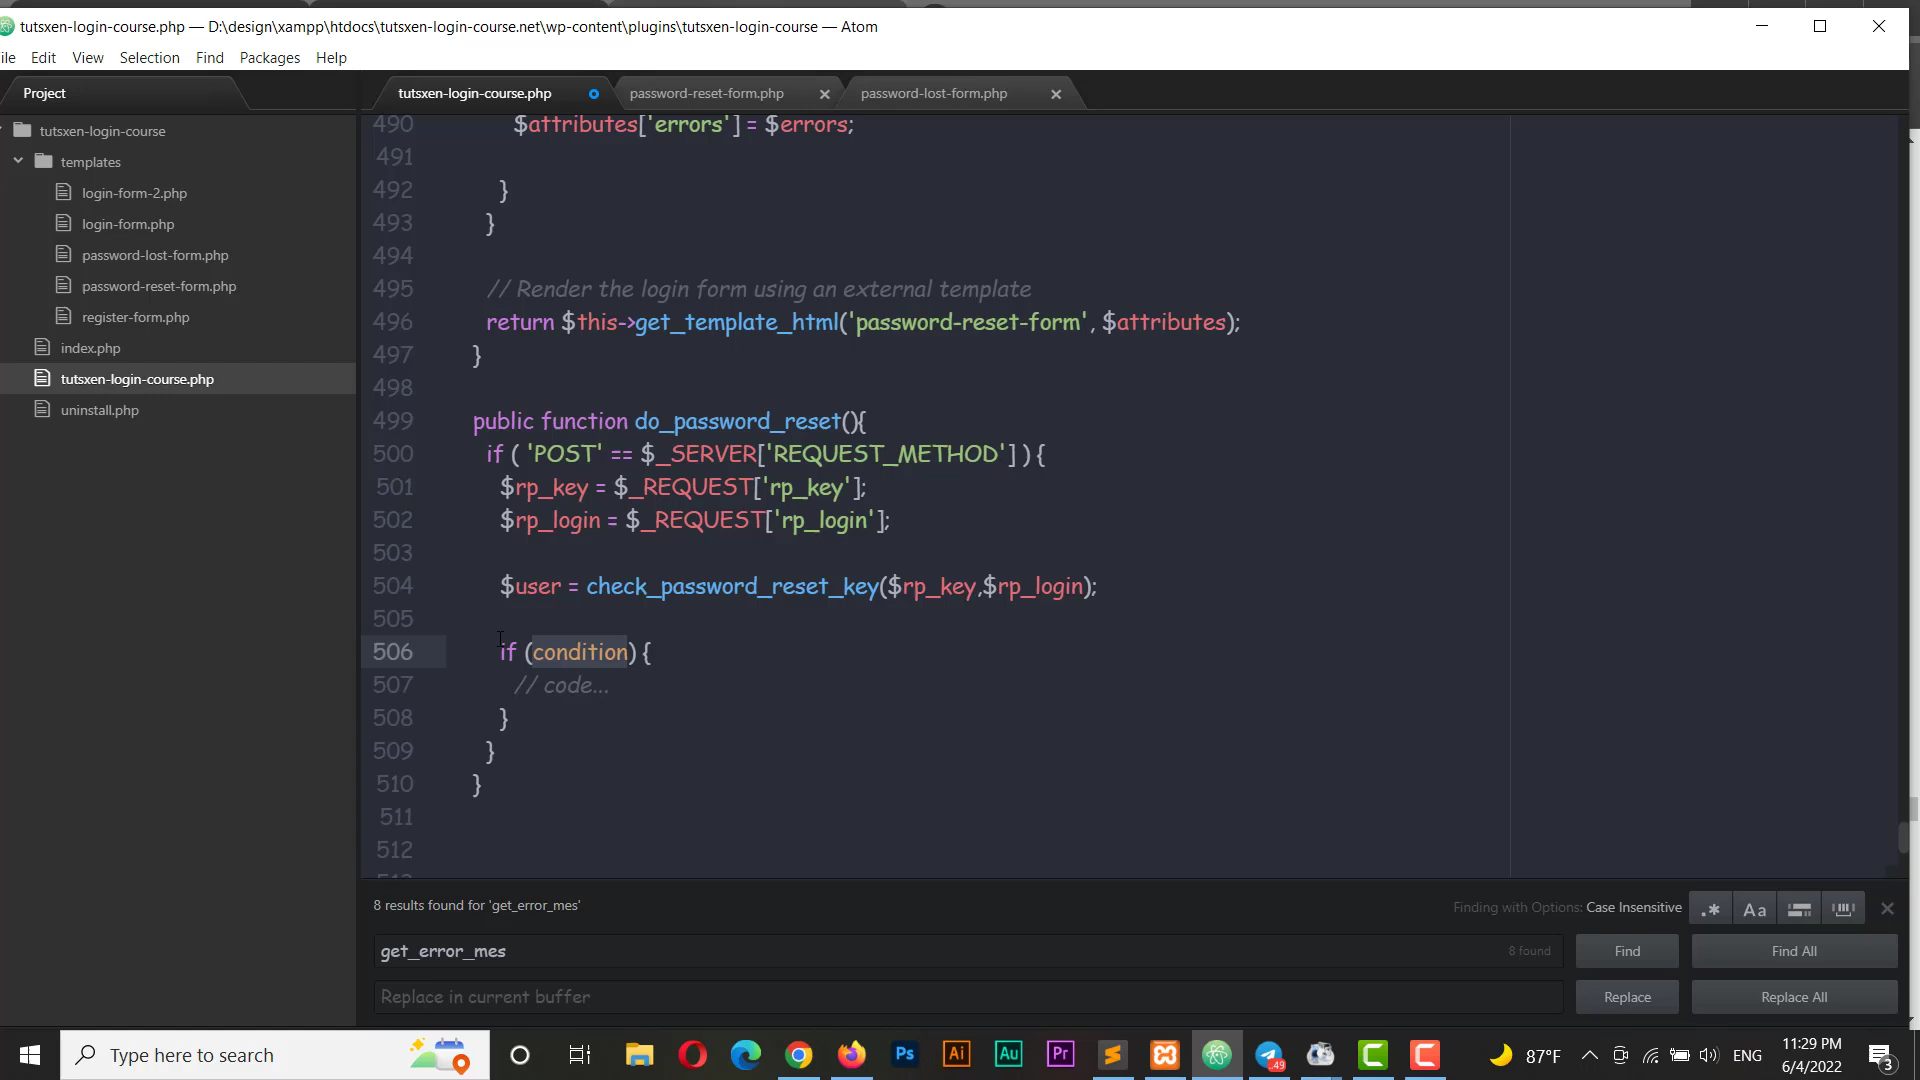 tutsxen-login-course.php — D:\design\xampp\htdocs\tutsxen-login-course.net\wp-content\plugins\tutsxen-login-course — Atom
ile Edit View Selection Find Packages Help
Project
tutsxen-login-course.php password-reset-form.php password-lost-form.php
tutsxen-login-course
templates
login-form-2.php
login-form.php
password-lost-form.php
password-reset-form.php
register-form.php
index.php
tutsxen-login-course.php
uninstall.php
490 $attributes['errors'] = $errors;
491
492 }
493 }
494
495 // Render the login form using an external template
496 return $this->get_template_html('password-reset-form', $attributes);
497 }
498
499 public function do_password_reset(){
500 if ( 'POST' == $_SERVER['REQUEST_METHOD'] ) {
501 $rp_key = $_REQUEST['rp_key'];
502 $rp_login = $_REQUEST['rp_login'];
503
504 $user = check_password_reset_key($rp_key,$rp_login);
505
506 if (condition) {
507 // code...
508 }
509 }
510 }
511
512
8 results found for 'get_error_mes'
Finding with Options: Case Insensitive
.* Aa
get_error_mes 8 found Find Find All
Replace in current buffer Replace Replace All
Type here to search
Ps Ai Au Pr
.49
87°F ENG
11:29 PM
6/4/2022
3